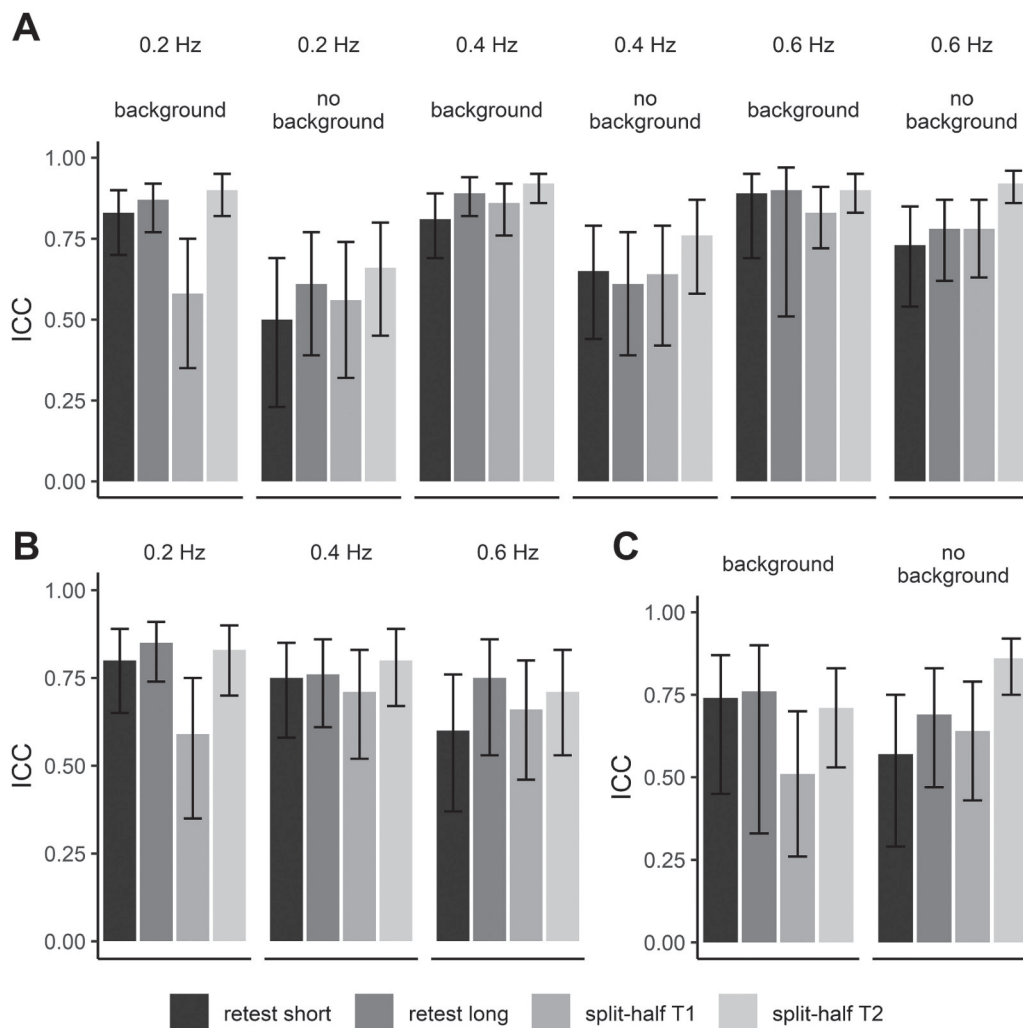 A
0.2 Hz 0.2 Hz 0.4 Hz 0.4 Hz 0.6 Hz 0.6 Hz
background no background background no background background no background
1.00
0.75
0.50
0.25
0.00
ICC
B
0.2 Hz 0.4 Hz 0.6 Hz
1.00
0.75
0.50
0.25
0.00
ICC
C
background no background
1.00
0.75
0.50
0.25
0.00
ICC
retest short retest long split-half T1 split-half T2